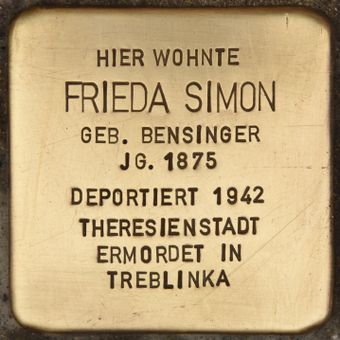 HIER WOHNTE
FRIEDA SIMON
GEB. BENSINGER
JG. 1875
DEPORTIERT 1942
THERESIENSTADT
ERMORDET IN
TREBLINKA